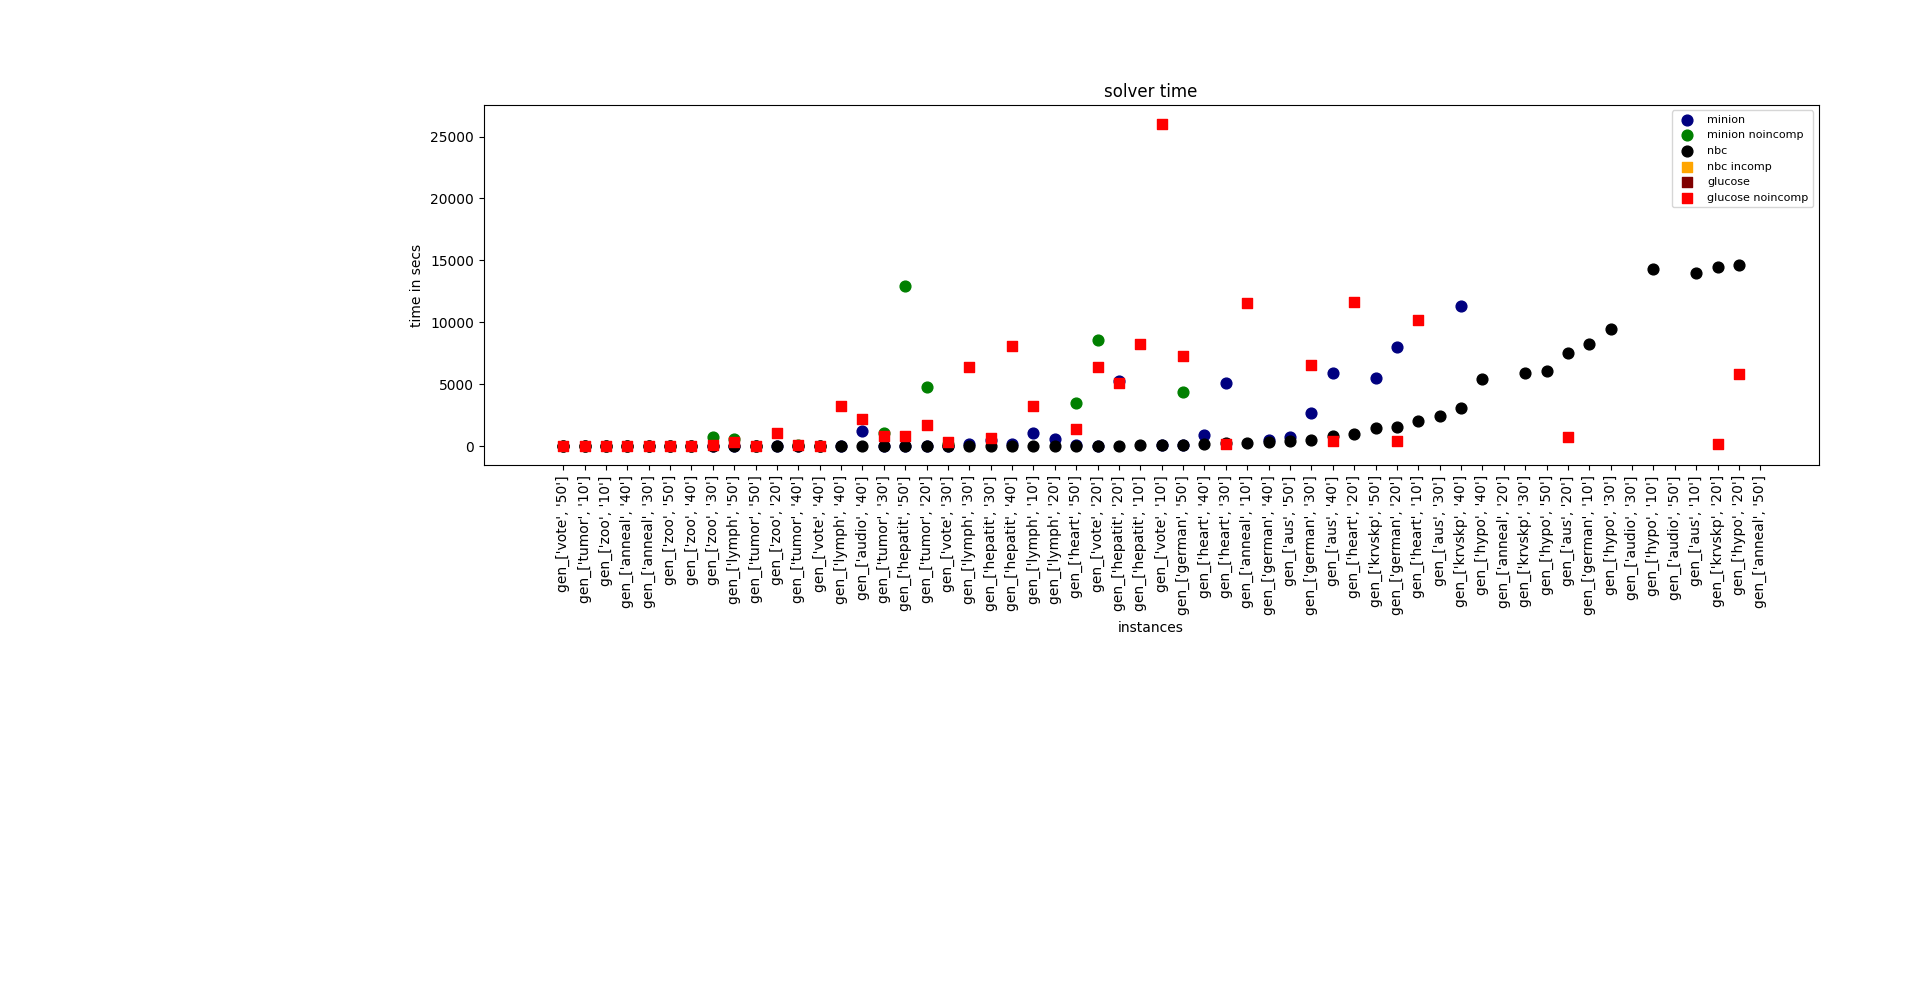 solver time
time in secs
25000
20000
15000
10000
5000
0
minion
minion noincomp
nbc
nbc incomp
glucose
glucose noincomp
gen_['vote', '50']
gen_['tumor', '10']
gen_['zoo', '10']
gen_['anneal', '40']
gen_['anneal', '30']
gen_['zoo', '50']
gen_['zoo', '40']
gen_['zoo', '30']
gen_['lymph', '50']
gen_['tumor', '50']
gen_['zoo', '20']
gen_['tumor', '40']
gen_['vote', '40']
gen_['lymph', '40']
gen_['audio', '40']
gen_['tumor', '30']
gen_['hepatit', '50']
gen_['tumor', '20']
gen_['vote', '30']
gen_['lymph', '30']
gen_['hepatit', '30']
gen_['hepatit', '40']
gen_['lymph', '10']
gen_['lymph', '20']
gen_['heart', '50']
gen_['vote', '20']
gen_['hepatit', '20']
gen_['hepatit', '10']
gen_['vote', '10']
gen_['german', '50']
gen_['heart', '40']
gen_['heart', '30']
gen_['anneal', '10']
gen_['german', '40']
gen_['aus', '50']
gen_['german', '30']
gen_['aus', '40']
gen_['heart', '20']
gen_['krvskp', '50']
gen_['german', '20']
gen_['heart', '10']
gen_['aus', '30']
gen_['krvskp', '40']
gen_['hypo', '40']
gen_['anneal', '20']
gen_['krvskp', '30']
gen_['hypo', '50']
gen_['aus', '20']
gen_['german', '10']
gen_['hypo', '30']
gen_['audio', '30']
gen_['hypo', '10']
gen_['audio', '50']
gen_['aus', '10']
gen_['krvskp', '20']
gen_['hypo', '20']
gen_['anneal', '50']
instances